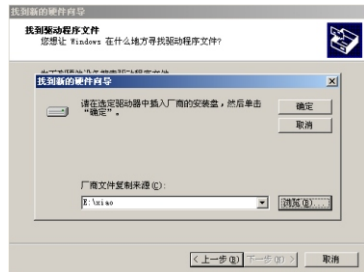 找到新的硬件向导
找到驱动程序文件
您想让 Windows 在什么地方寻找驱动程序文件?
找到新的硬件向导
请在选定驱动器中插入厂商的安装盘，然后单击
“确定”。
确定
取消
厂商文件复制来源(C):
E:\xiao
浏览(B)...
< 上一步(B)
下一步(N) >
取消